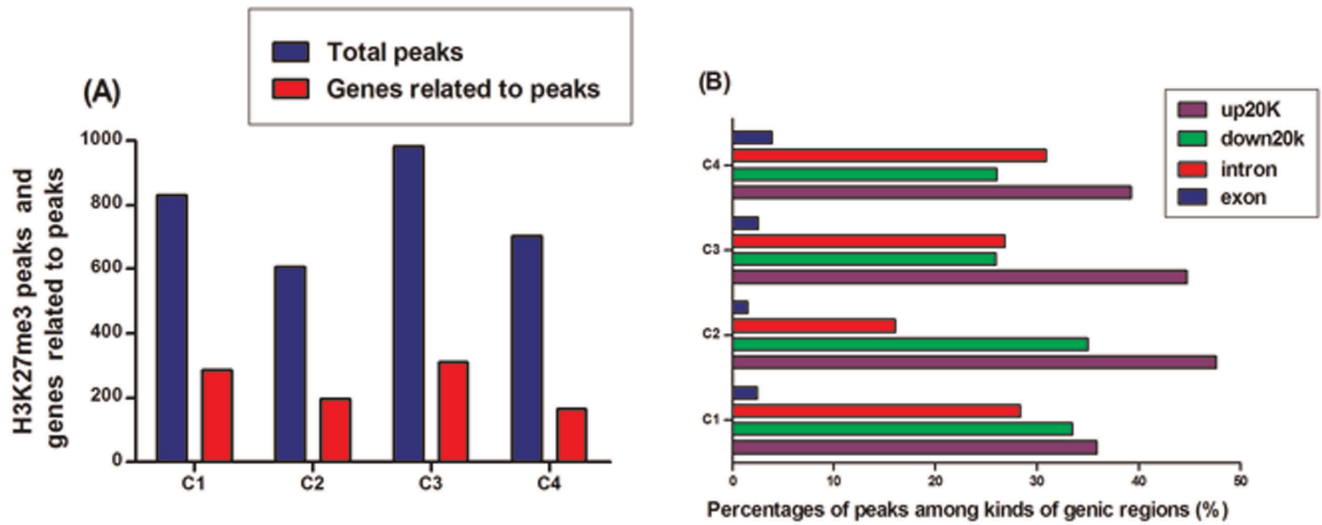 Total peaks
Genes related to peaks
(A)
H3K27me3 peaks and
genes related to peaks
1000
800
600
400
200
0
C1
C2
C3
C4
(B)
up20K
down20k
intron
exon
C4
C3
C2
C1
0
10
20
30
40
50
Percentages of peaks among kinds of genic regions (%)